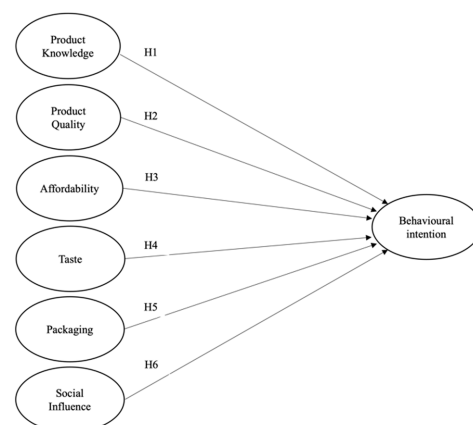 Product
Knowledge
H1
Product
Quality
H2
Affordability
H3
Behavioural
intention
Taste
H4
Packaging
H5
Social
Influence
H6